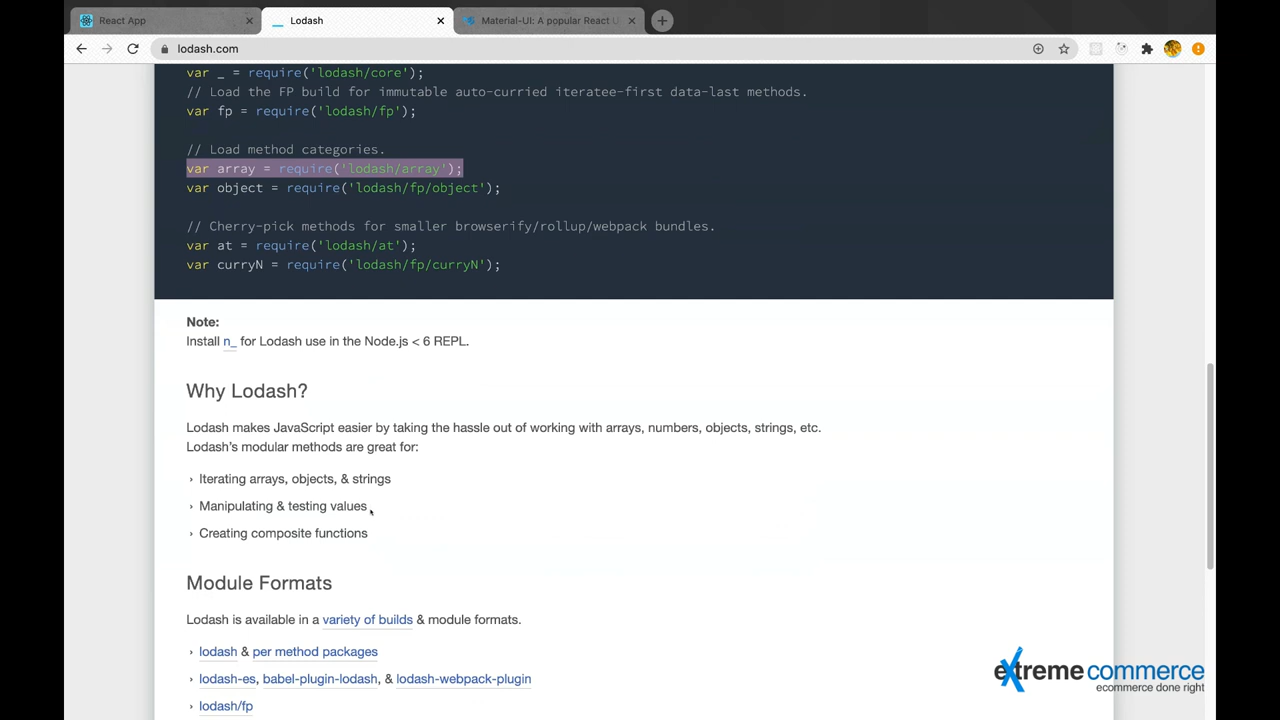 React App
Lodash
Material-UI: A popular React U
lodash.com
var _ = require('lodash/core');
// Load the FP build for immutable auto-curried iteratee-first data-last methods.
var fp = require('lodash/fp');
// Load method categories.
var array = require('lodash/array');
var object = require('lodash/fp/object');
// Cherry-pick methods for smaller browserify/rollup/webpack bundles.
var at = require('lodash/at');
var curryN = require('lodash/fp/curryN');
Note:
Install n_ for Lodash use in the Node.js < 6 REPL.
Why Lodash?
Lodash makes JavaScript easier by taking the hassle out of working with arrays, numbers, objects, strings, etc.
Lodash's modular methods are great for:
› Iterating arrays, objects, & strings
› Manipulating & testing values
› Creating composite functions
Module Formats
Lodash is available in a variety of builds & module formats.
› lodash & per method packages
› lodash-es, babel-plugin-lodash, & lodash-webpack-plugin
› lodash/fp
extreme commerce
ecommerce done right